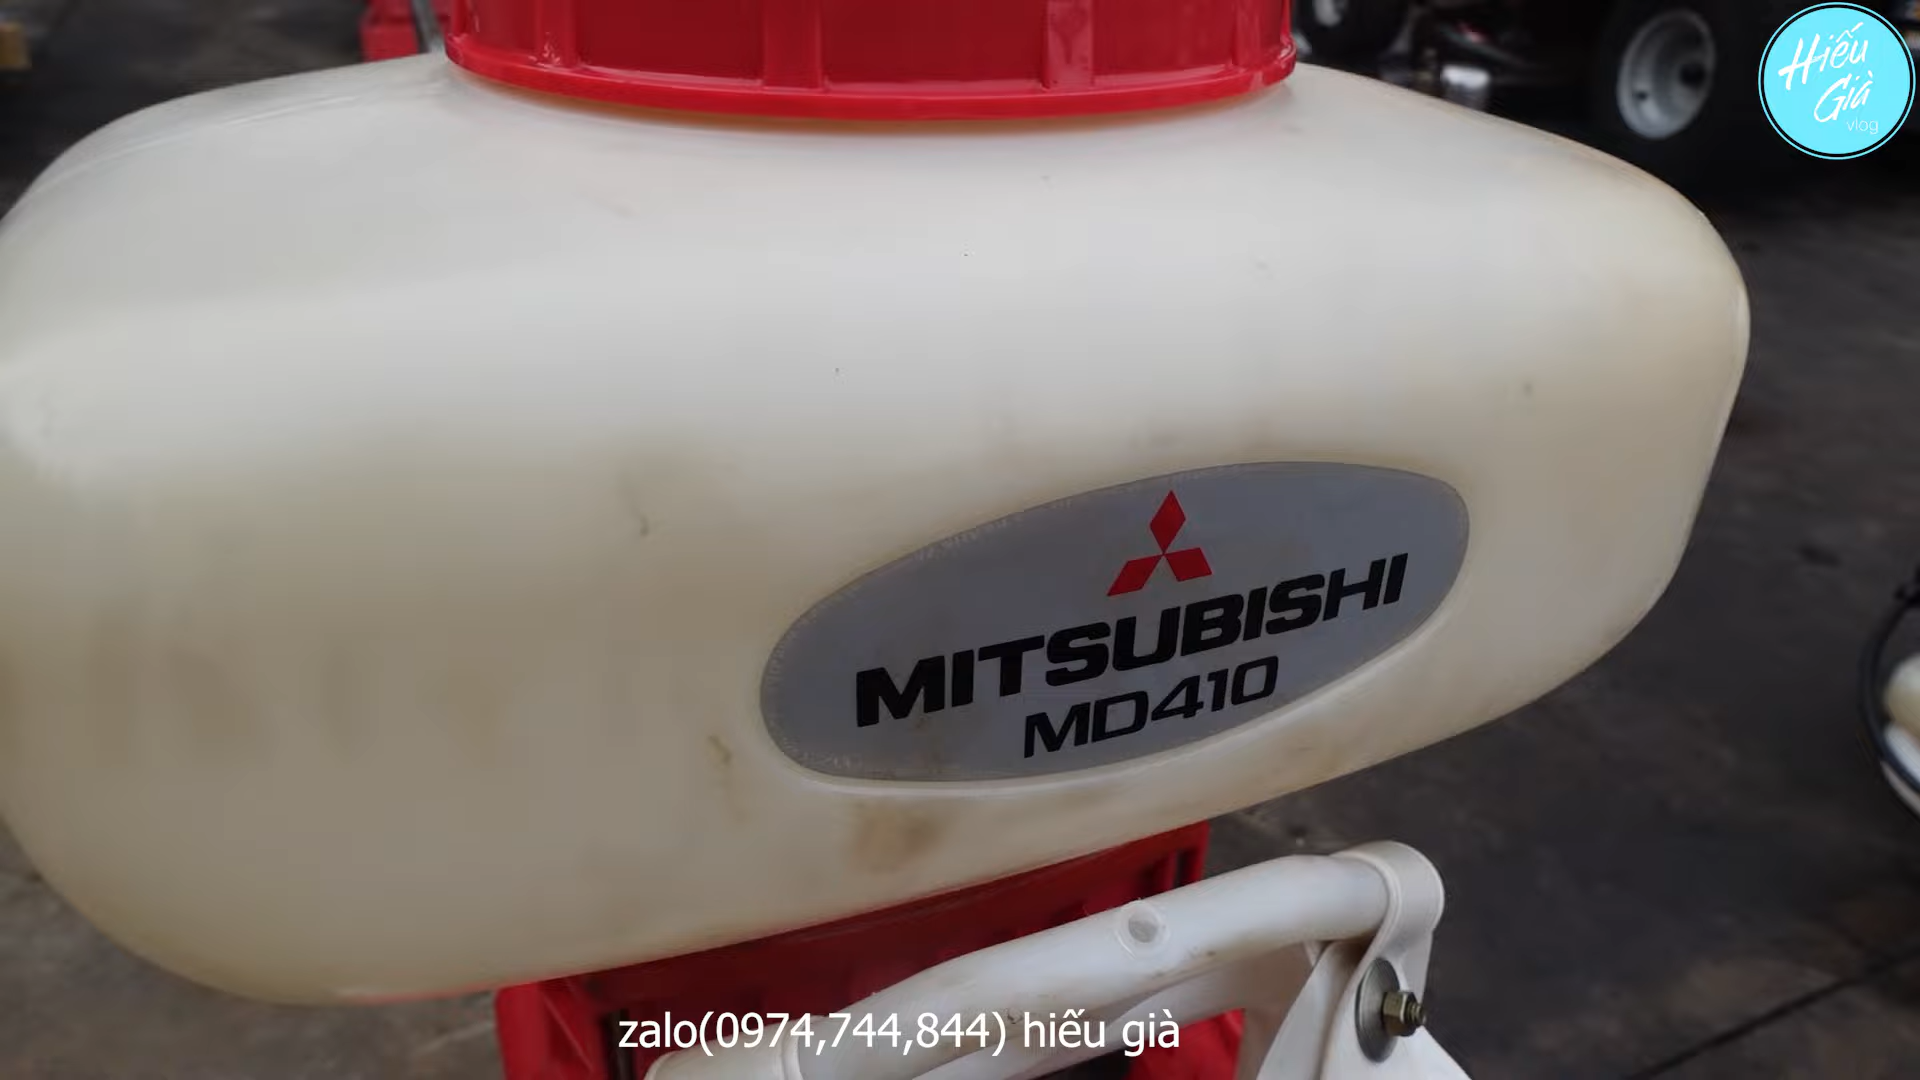 Hiếu
Già
vlog
MITSUBISHI
MD410
zalo(0974,744,844) hiếu già